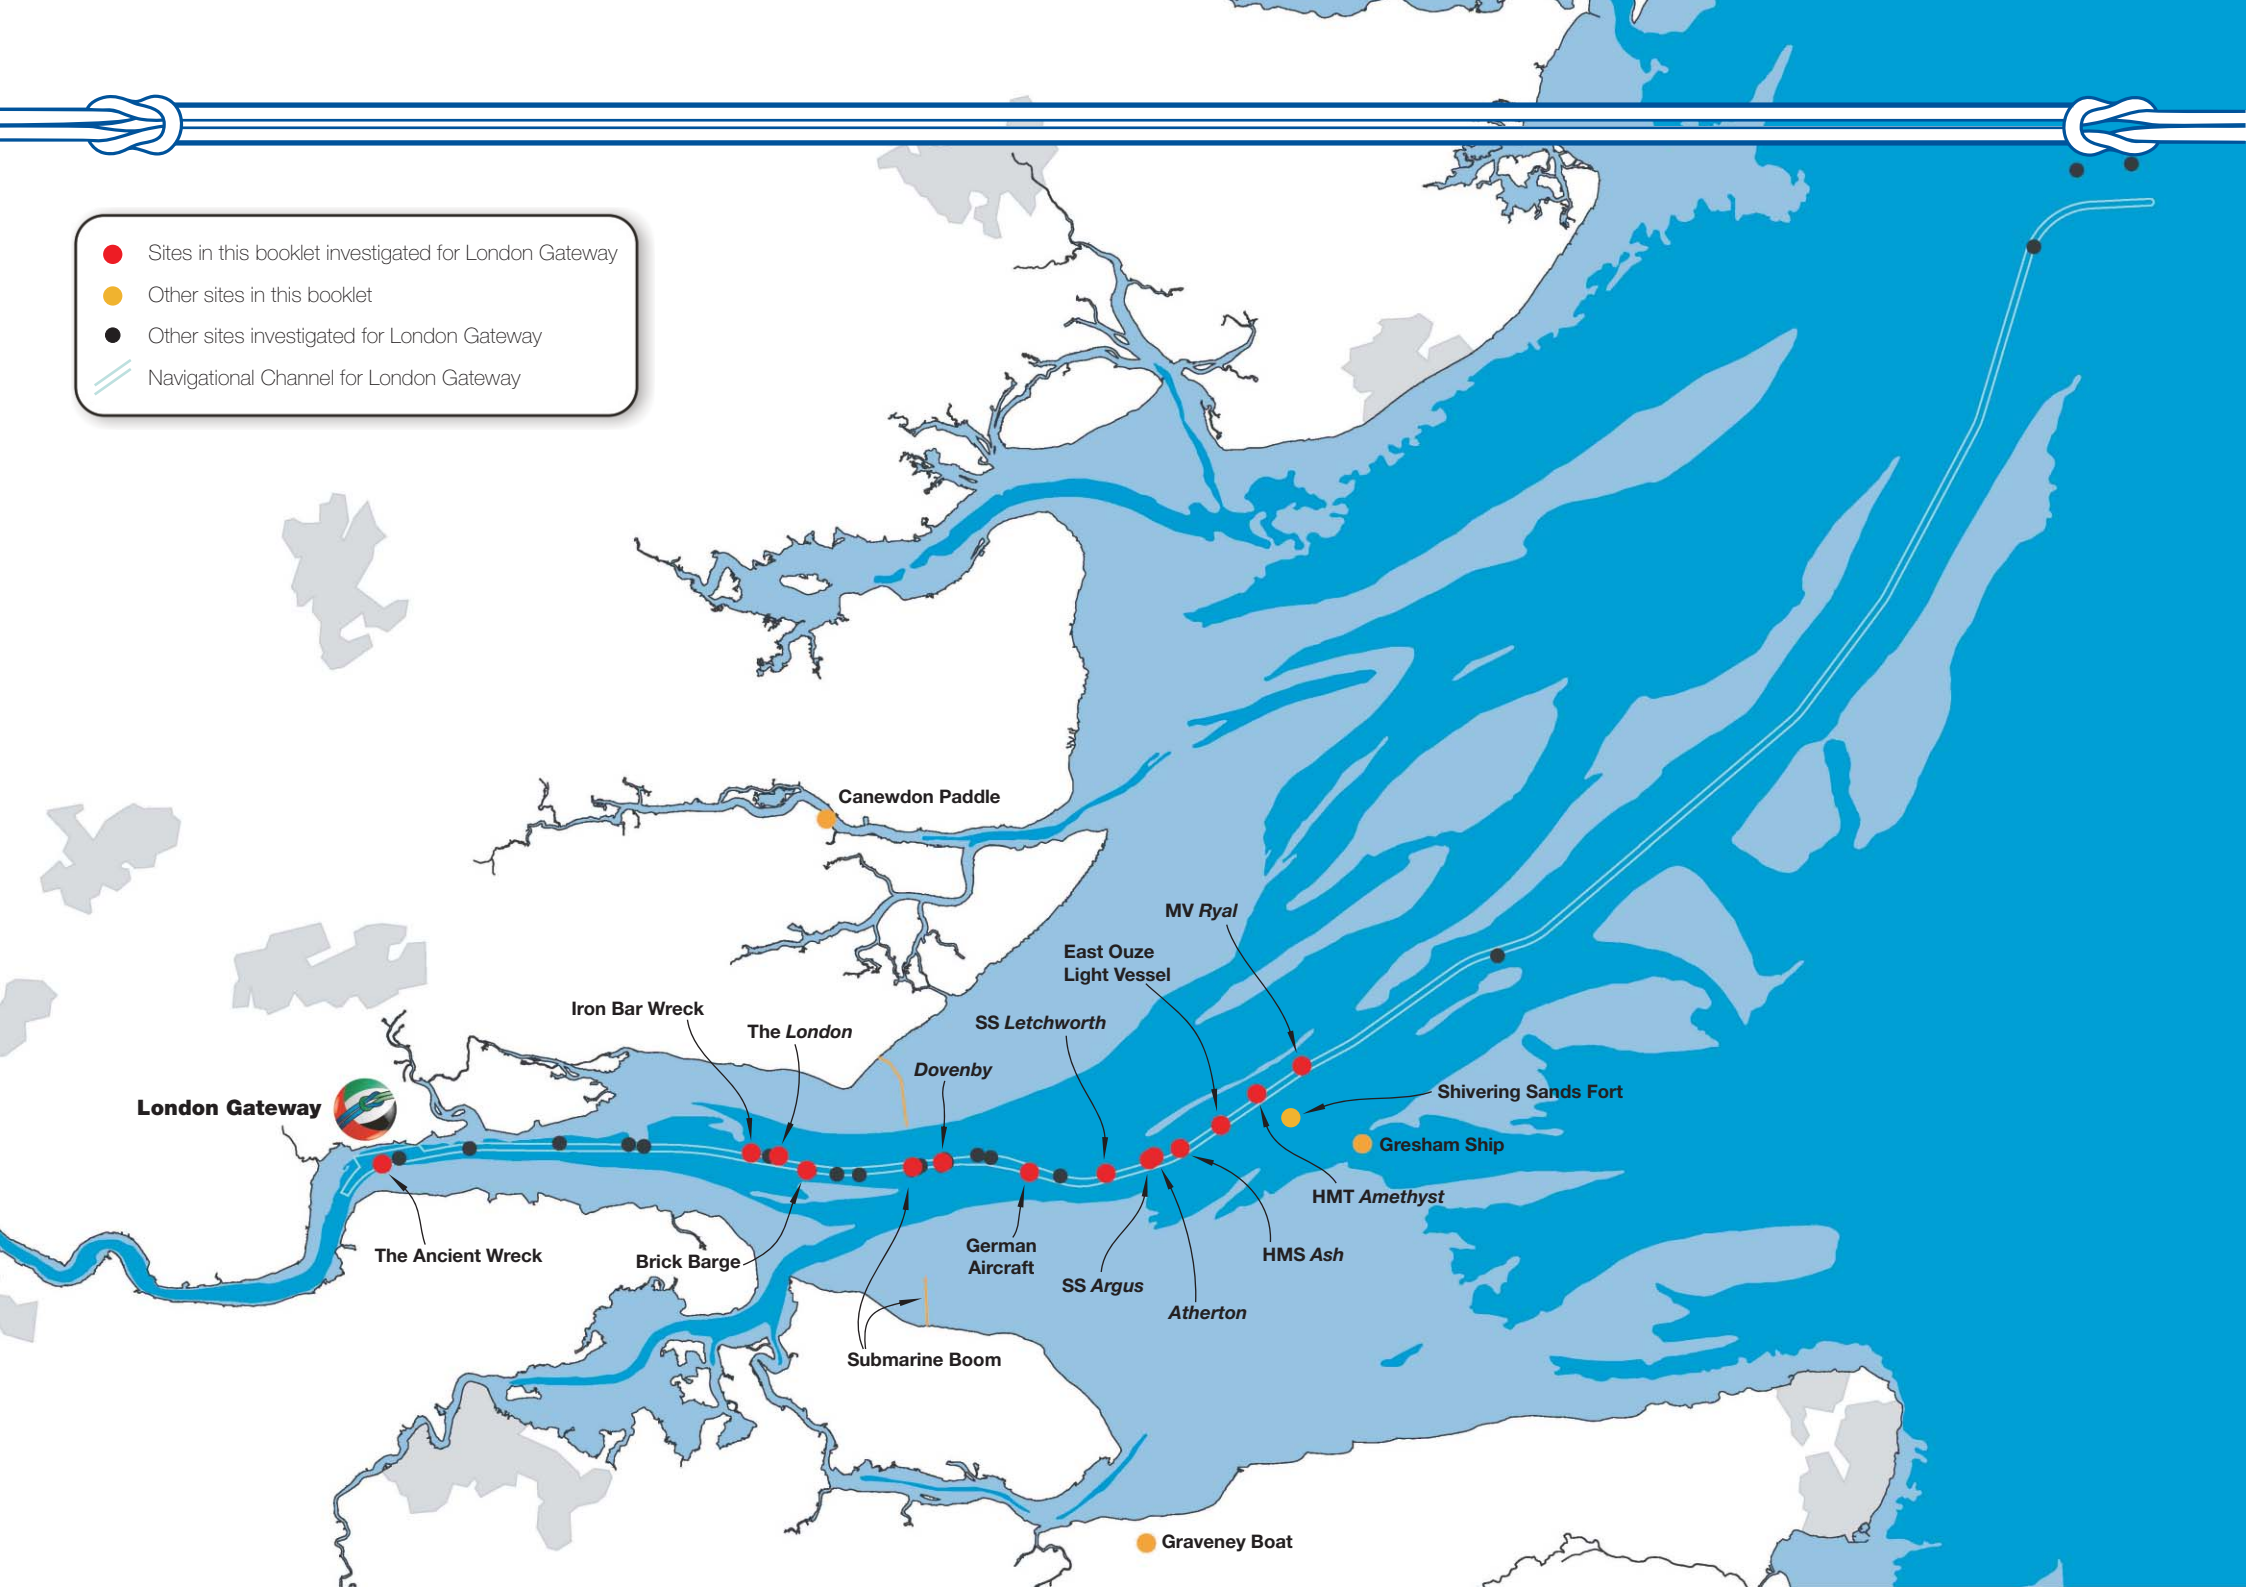 Sites in this booklet investigated for London Gateway
Other sites in this booklet
Other sites investigated for London Gateway
Navigational Channel for London Gateway
Canewdon Paddle
MV Ryal
East Ouze
Light Vessel
Iron Bar Wreck
SS Letchworth
The London
Dovenby
Shivering Sands Fort
London Gateway
Gresham Ship
HMT Amethyst
The Ancient Wreck
Brick Barge
German
Aircraft
HMS Ash
SS Argus
Atherton
Submarine Boom
Graveney Boat